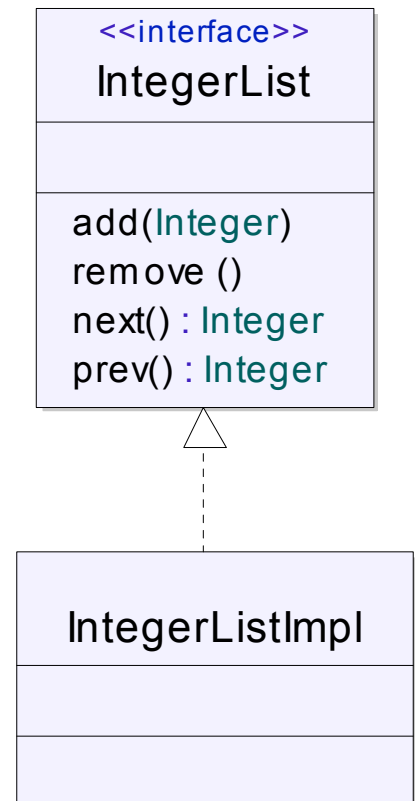 <<interface>>
IntegerList
add(Integer)
remove ()
next() : Integer
prev() : Integer
IntegerListImpl